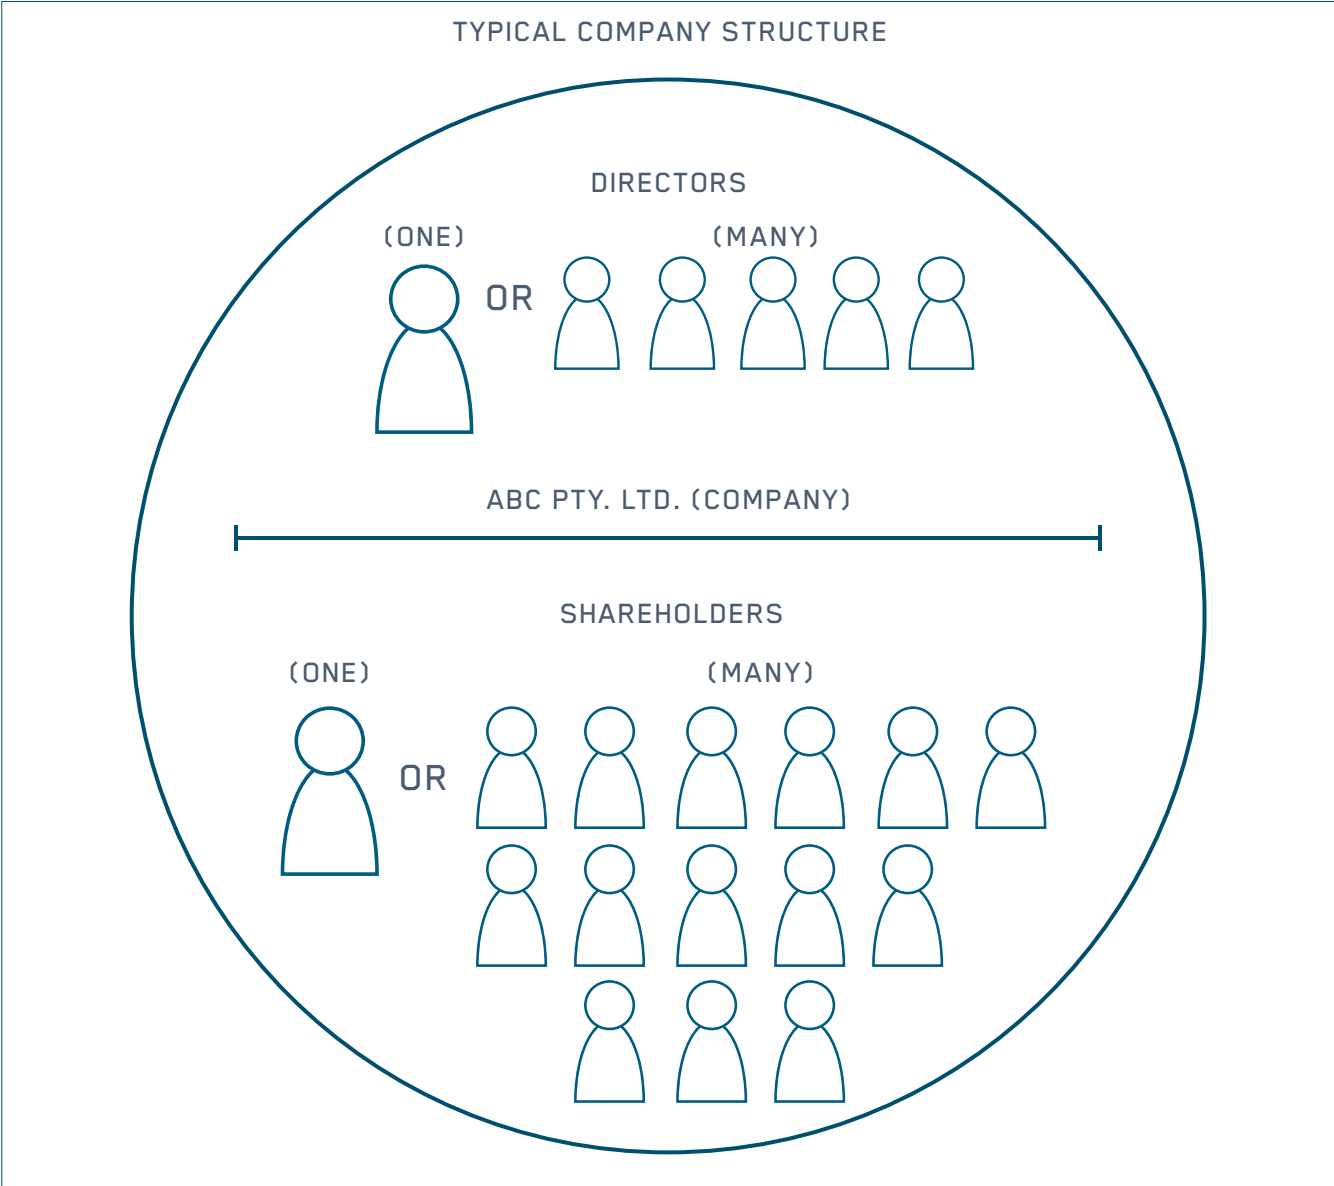 TYPICAL COMPANY STRUCTURE
DIRECTORS
(ONE)
(MANY)
OR
ABC PTY. LTD. (COMPANY)
SHAREHOLDERS
(ONE)
(MANY)
OR